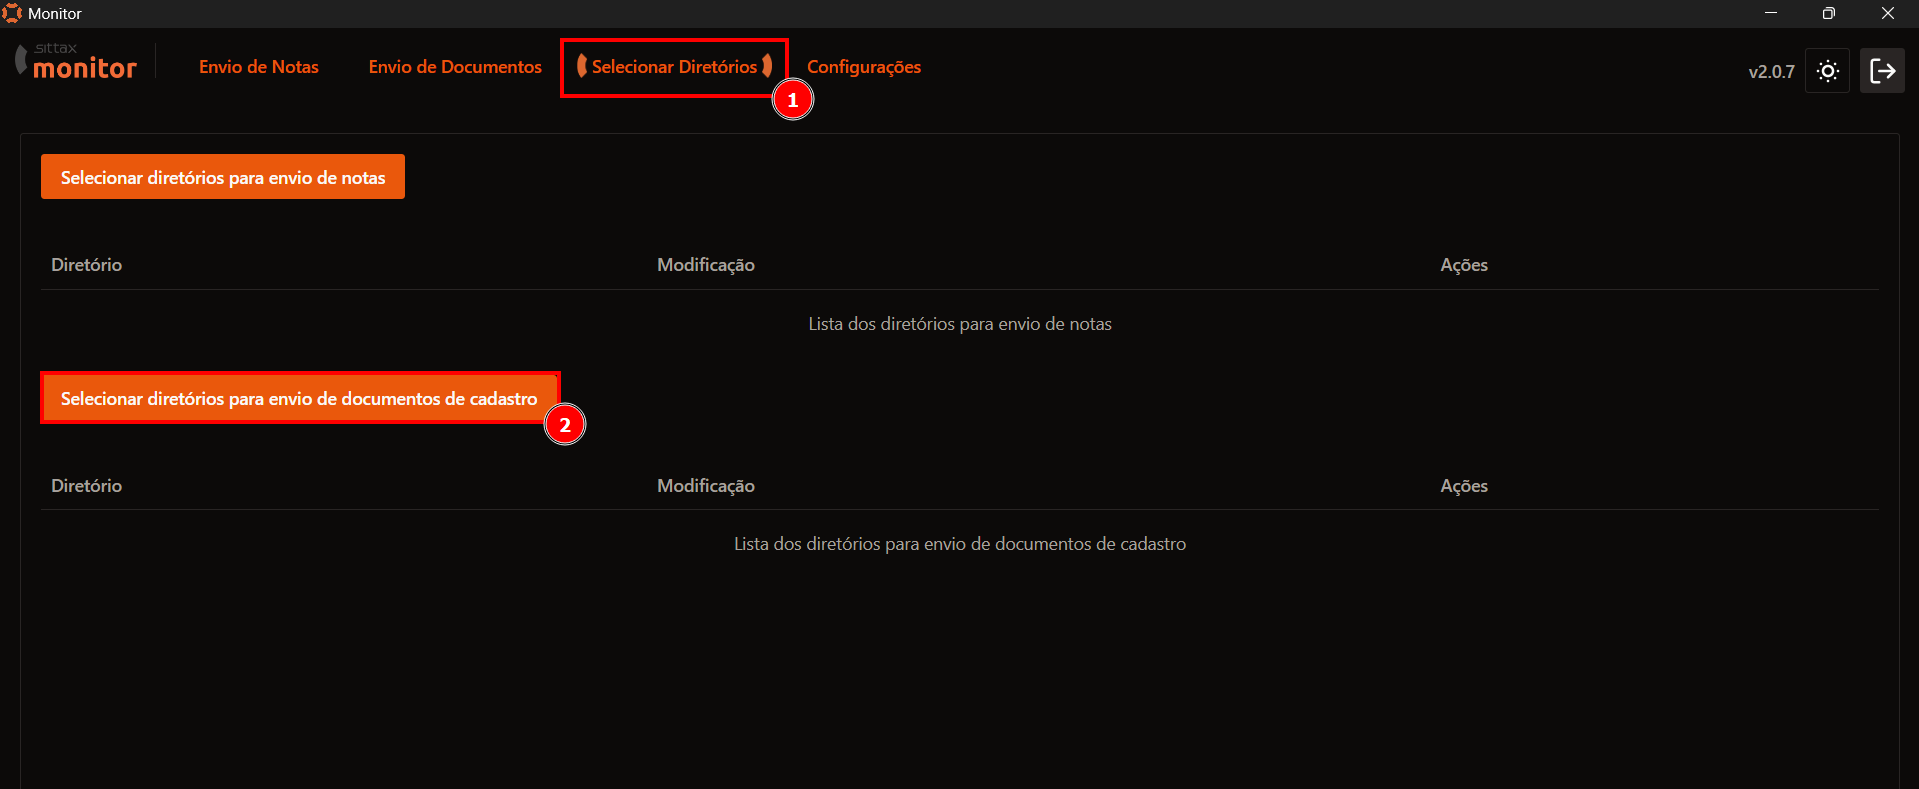 Monitor
sittax
monitor
Envio de Notas
Envio de Documentos
Selecionar Diretórios
Configurações
v2.0.7
1
Selecionar diretórios para envio de notas
Diretório
Modificação
Ações
Lista dos diretórios para envio de notas
Selecionar diretórios para envio de documentos de cadastro
2
Diretório
Modificação
Ações
Lista dos diretórios para envio de documentos de cadastro